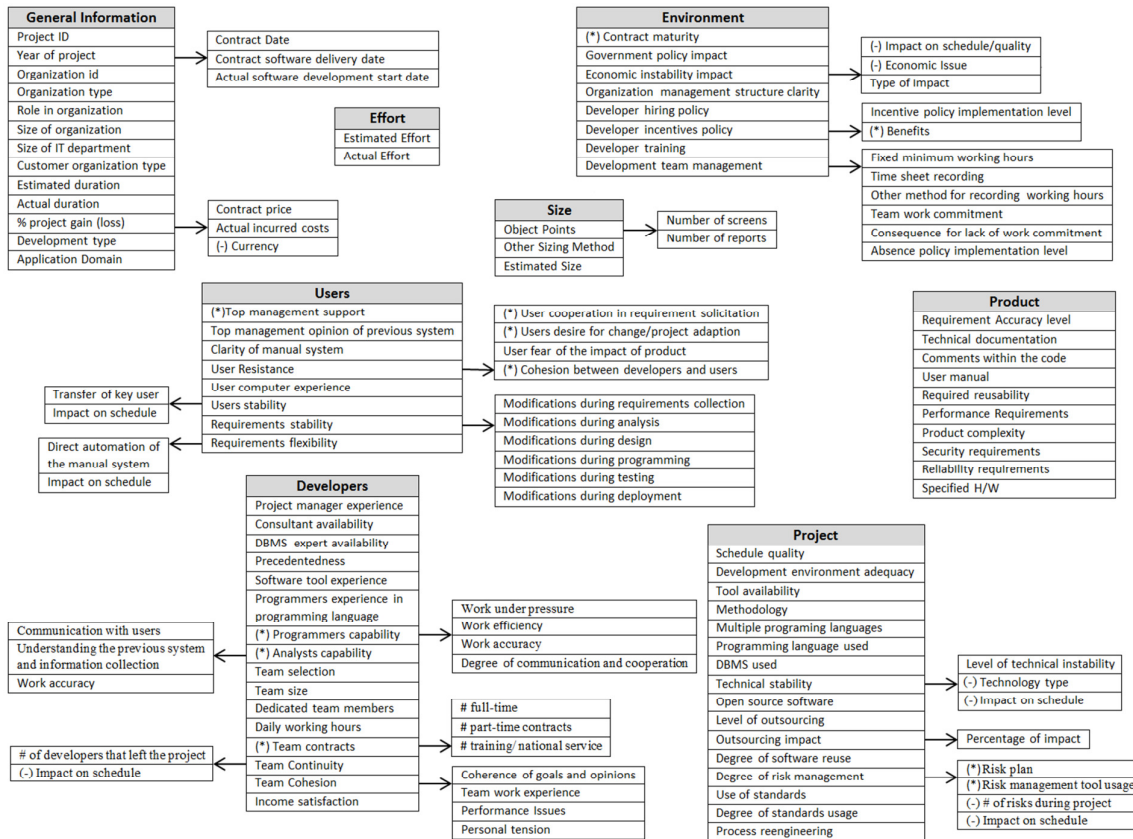 General Information
Project ID
Year of project
Organization id
Organization type
Role in organization
Size of organization
Size of IT department
Customer organization type
Estimated duration
Actual duration
% project gain (loss)
Development type
Application Domain
Contract Date
Contract software delivery date
Actual software development start date
Contract price
Actual incurred costs
(-) Currency
Effort
Estimated Effort
Actual Effort
Environment
(*) Contract maturity
Government policy impact
Economic instability impact
Organization management structure clarity
Developer hiring policy
Developer incentives policy
Developer training
Development team management
(-) Impact on schedule/quality
(-) Economic Issue
Type of Impact
Incentive policy implementation level
(*) Benefits
Fixed minimum working hours
Time sheet recording
Other method for recording working hours
Team work commitment
Consequence for lack of work commitment
Absence policy implementation level
Size
Object Points
Other Sizing Method
Estimated Size
Number of screens
Number of reports
Users
(*)Top management support
Top management opinion of previous system
Clarity of manual system
User Resistance
User computer experience
Users stability
Requirements stability
Requirements flexibility
(*) User cooperation in requirement solicitation
(*) Users desire for change/project adaption
User fear of the impact of product
(*) Cohesion between developers and users
Transfer of key user
Impact on schedule
Direct automation of
the manual system
Impact on schedule
Modifications during requirements collection
Modifications during analysis
Modifications during design
Modifications during programming
Modifications during testing
Modifications during deployment
Product
Requirement Accuracy level
Technical documentation
Comments within the code
User manual
Required reusability
Performance Requirements
Product complexity
Security requirements
Reliability requirements
Specified H/W
Developers
Project manager experience
Consultant availability
DBMS expert availability
Precedentedness
Software tool experience
Programmers experience in
programming language
(*) Programmers capability
(*) Analysts capability
Team selection
Team size
Dedicated team members
Daily working hours
(*) Team contracts
Team Continuity
Team Cohesion
Income satisfaction
Communication with users
Understanding the previous system
and information collection
Work accuracy
Work under pressure
Work efficiency
Work accuracy
Degree of communication and cooperation
# full-time
# part-time contracts
# training/national service
# of developers that left the project
(-) Impact on schedule
Coherence of goals and opinions
Team work experience
Performance Issues
Personal tension
Project
Schedule quality
Development environment adequacy
Tool availability
Methodology
Multiple programing languages
Programming language used
DBMS used
Technical stability
Open source software
Level of outsourcing
Outsourcing impact
Degree of software reuse
Degree of risk management
Use of standards
Degree of standards usage
Process reengineering
Level of technical instability
(-) Technology type
(-) Impact on schedule
Percentage of impact
(*) Risk plan
(*) Risk management tool usage
(-) # of risks during project
(-) Impact on schedule